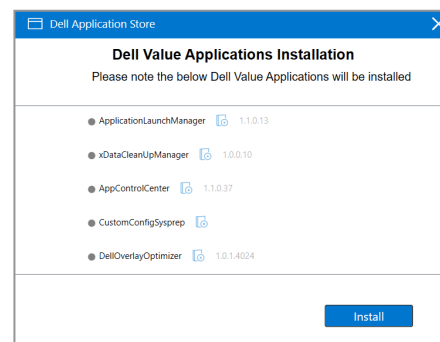 Dell Application Store
Dell Value Applications Installation
Please note the below Dell Value Applications will be installed
ApplicationLaunchManager 1.1.0.13
xDataCleanUpManager 1.0.0.10
AppControlCenter 1.1.0.37
CustomConfigSysprep
DellOverlayOptimizer 1.0.1.4024
Install